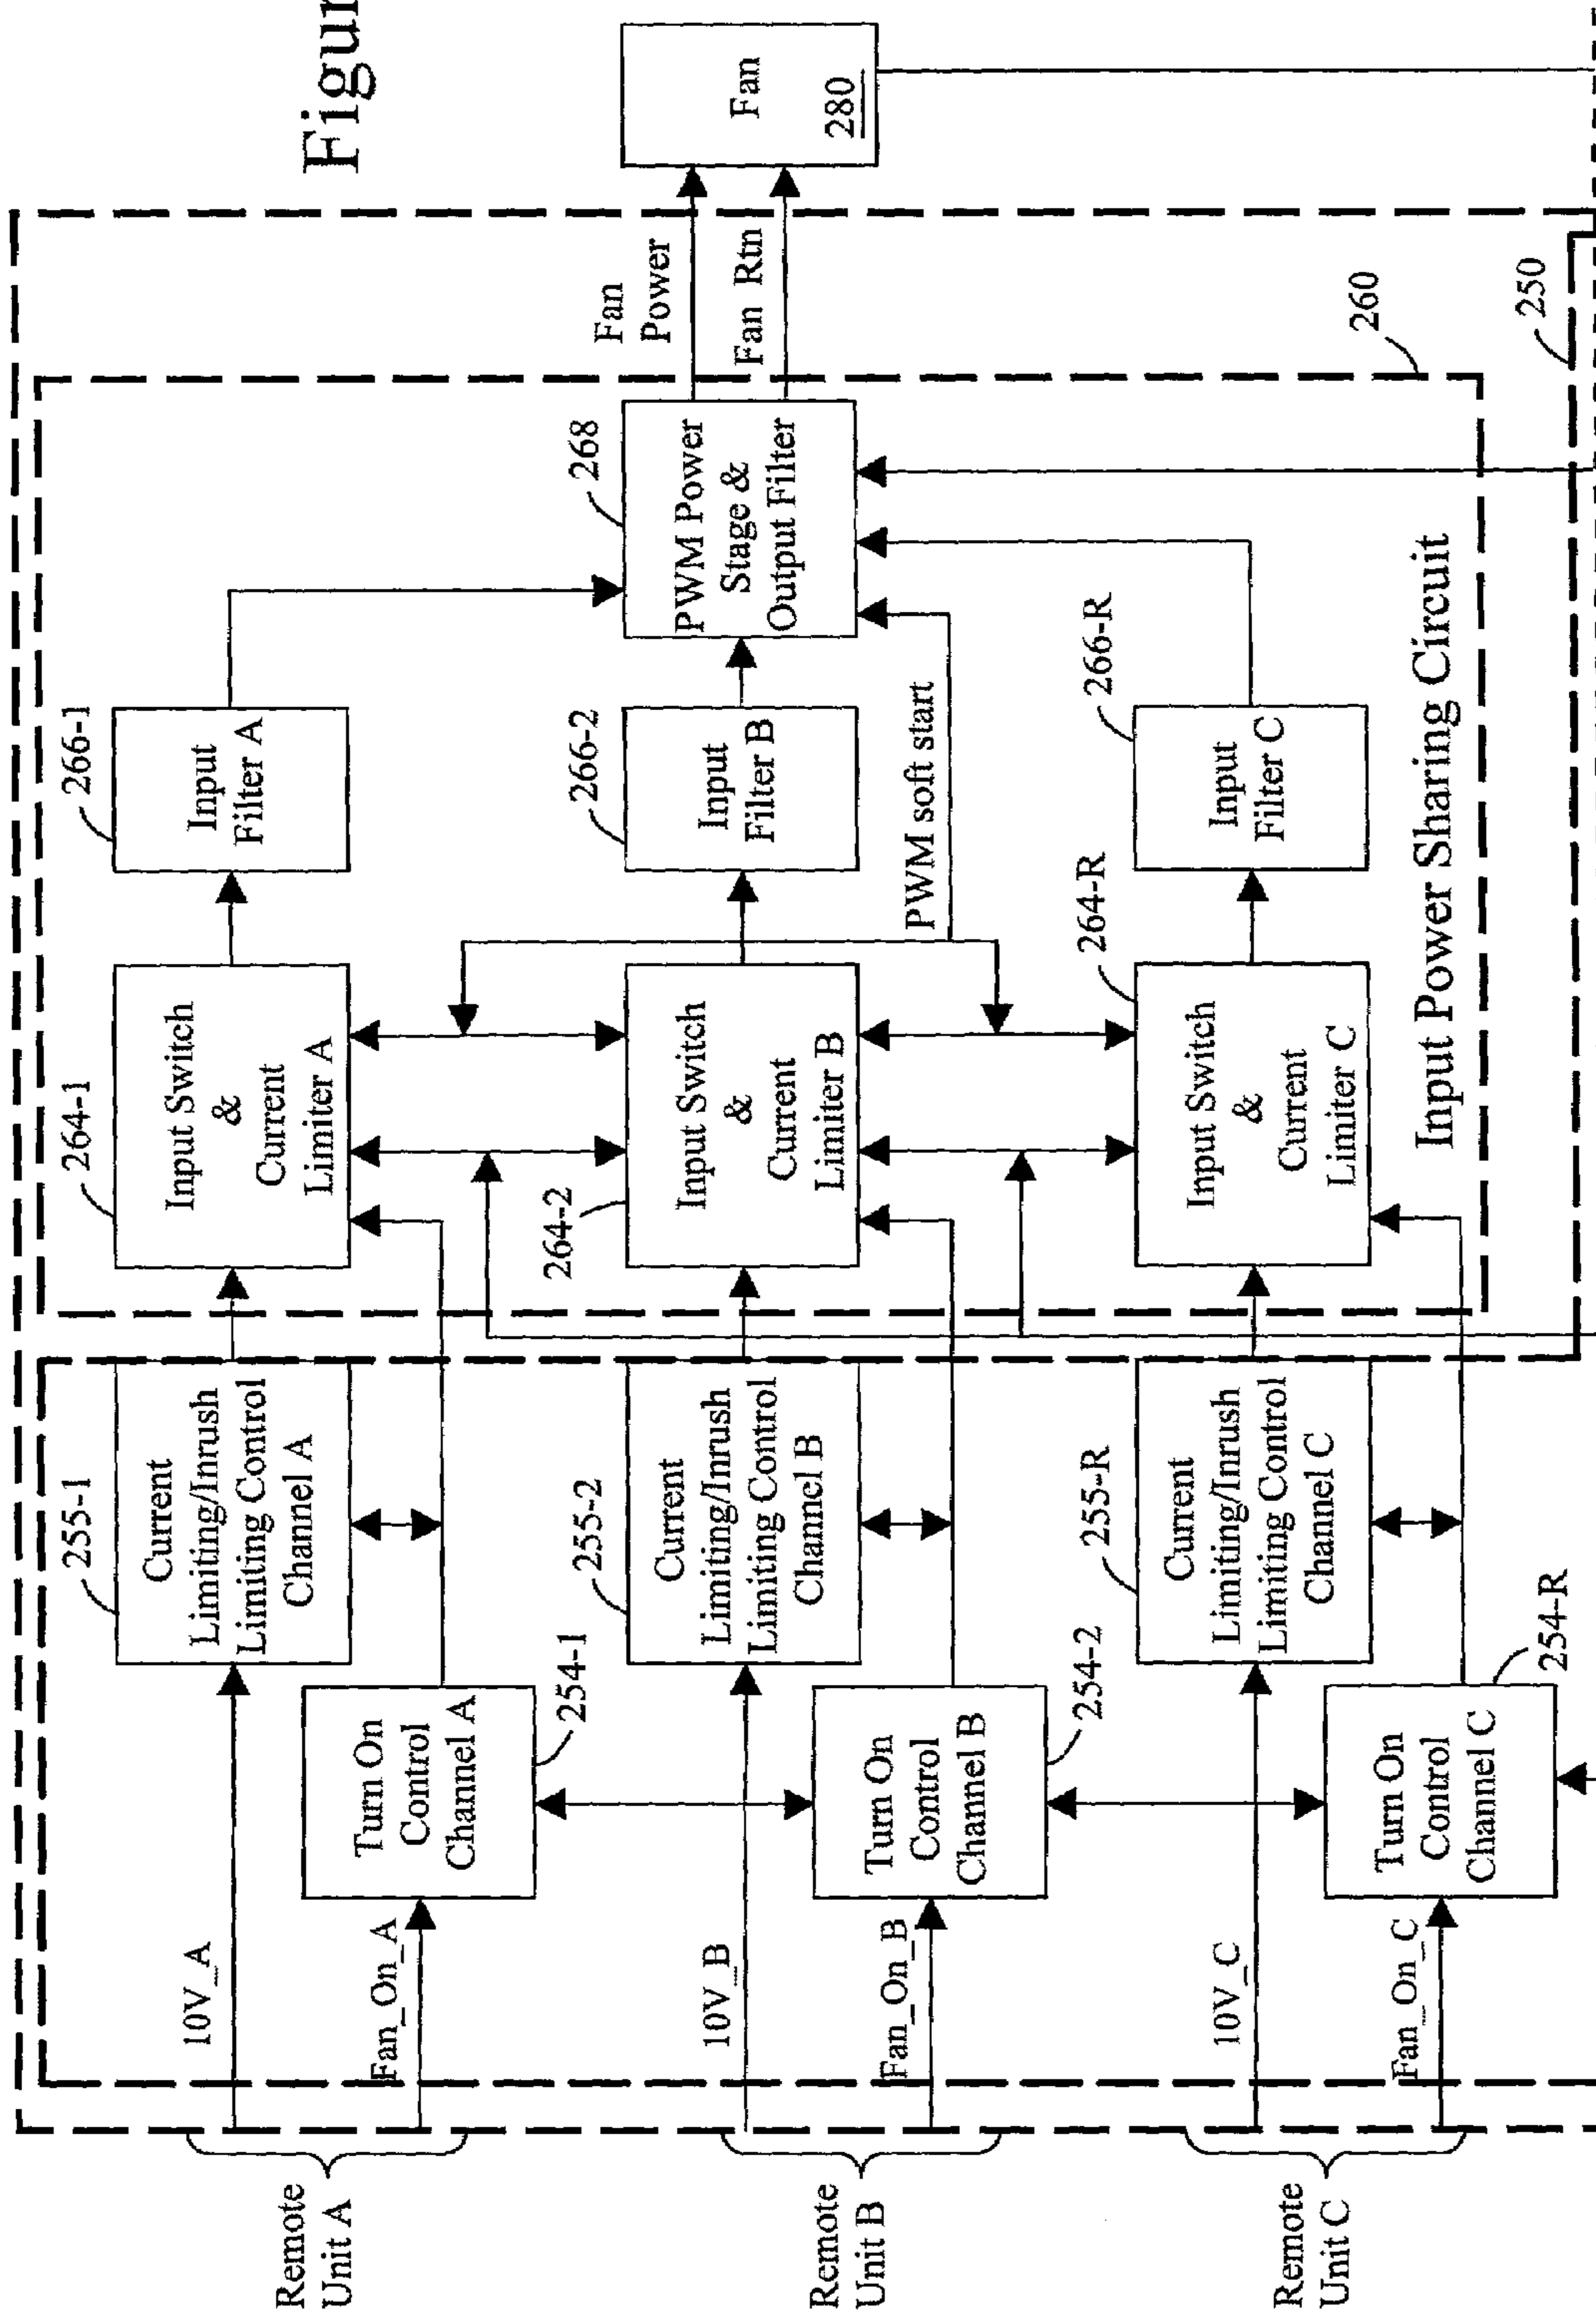 Figur
Remote
Unit A
10V_A
Fan_On_A
255-1
Current
Limiting/Inrush
Limiting Control
Channel A
Turn On
Control
Channel A
254-1
264-1
Input Switch
&
Current
Limiter A
266-1
Input
Filter A
Remote
Unit B
10V_B
Fan_On_B
255-2
Current
Limiting/Inrush
Limiting Control
Channel B
Turn On
Control
Channel B
254-2
264-2
Input Switch
&
Current
Limiter B
266-2
Input
Filter B
268
PWM Power
Stage &
Output Filter
Fan
Power
Fan Rtn
Fan
280
PWM soft start
Remote
Unit C
10V_C
Fan_On_C
255-R
Current
Limiting/Inrush
Limiting Control
Channel C
Turn On
Control
Channel C
254-R
264-R
Input Switch
&
Current
Limiter C
266-R
Input
Filter C
Input Power Sharing Circuit
260
250